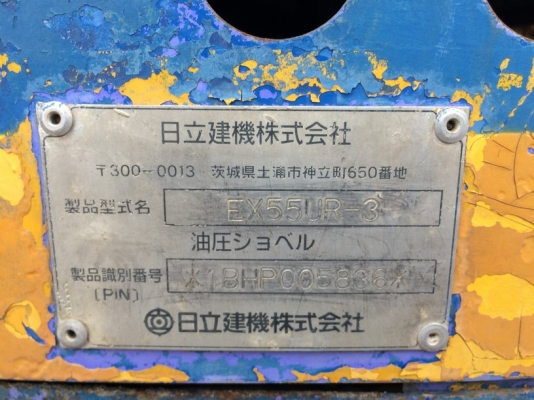 日立建機株式会社
〒300-0013 茨城県土浦市神立町650番地
製品型式名 EX55UR-3
油圧ショベル
製品識別番号 *1BHP005838*
(PIN)
日立建機株式会社